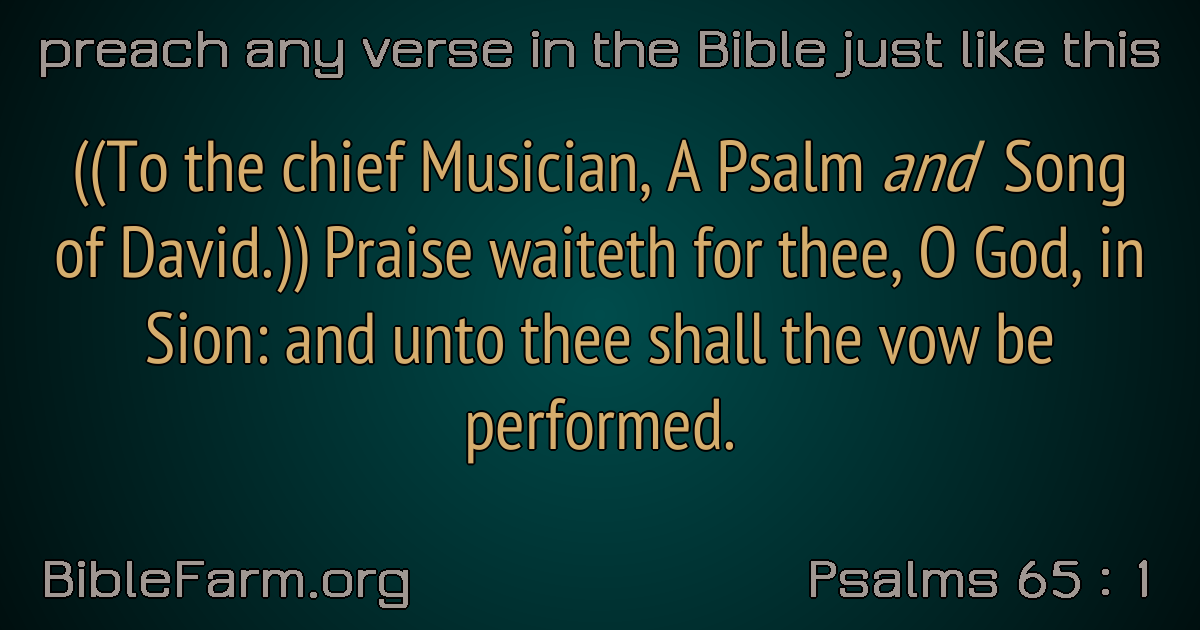 preach any verse in the Bible just like this
((To the chief Musician, A Psalm and Song
of David.)) Praise waiteth for thee, O God, in
Sion: and unto thee shall the vow be
performed.
BibleFarm.org
Psalms 65 : 1